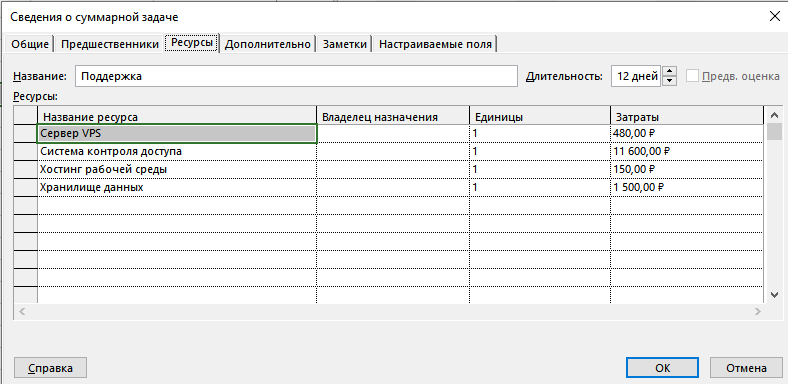 Сведения о суммарной задаче
Общие Предшественники Ресурсы Дополнительно Заметки Настраиваемые поля
Название: Поддержка Длительность: 12 дней Предв. оценка
Ресурсы:
Название ресурса Владелец назначения Единицы Затраты
Сервер VPS 1 480,00 ₽
Система контроля доступа 1 11 600,00 ₽
Хостинг рабочей среды 1 150,00 ₽
Хранилище данных 1 1 500,00 ₽
Справка ОК Отмена